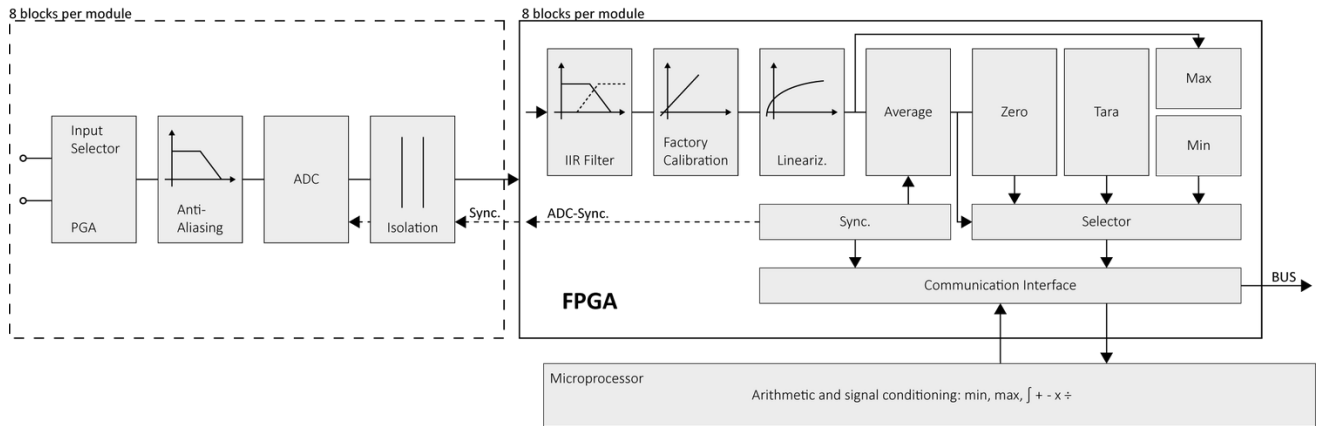 8 blocks per module
8 blocks per module
Input
Selector
PGA
Anti-
Aliasing
ADC
Isolation
Sync.
ADC-Sync.
IIR Filter
Factory
Calibration
Lineariz.
Average
Zero
Tara
Max
Min
Sync.
Selector
Communication Interface
BUS
FPGA
Microprocessor
Arithmetic and signal conditioning: min, max, ∫ + - x ÷